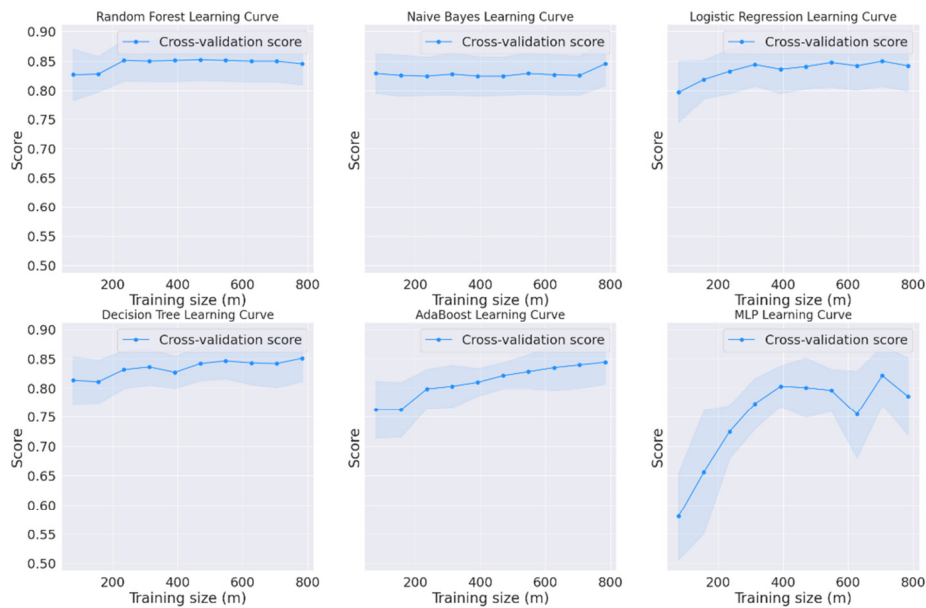 Random Forest Learning Curve
0.90
0.85
0.80
0.75
0.70
0.65
0.60
0.55
0.50
Score
Cross-validation score
200
400
600
800
Training size (m)
Naive Bayes Learning Curve
Score
Cross-validation score
200
400
600
800
Training size (m)
Logistic Regression Learning Curve
Score
Cross-validation score
200
400
600
800
Training size (m)
Decision Tree Learning Curve
0.90
0.85
0.80
0.75
0.70
0.65
0.60
0.55
0.50
Score
Cross-validation score
200
400
600
800
Training size (m)
AdaBoost Learning Curve
Score
Cross-validation score
200
400
600
800
Training size (m)
MLP Learning Curve
Score
Cross-validation score
200
400
600
800
Training size (m)